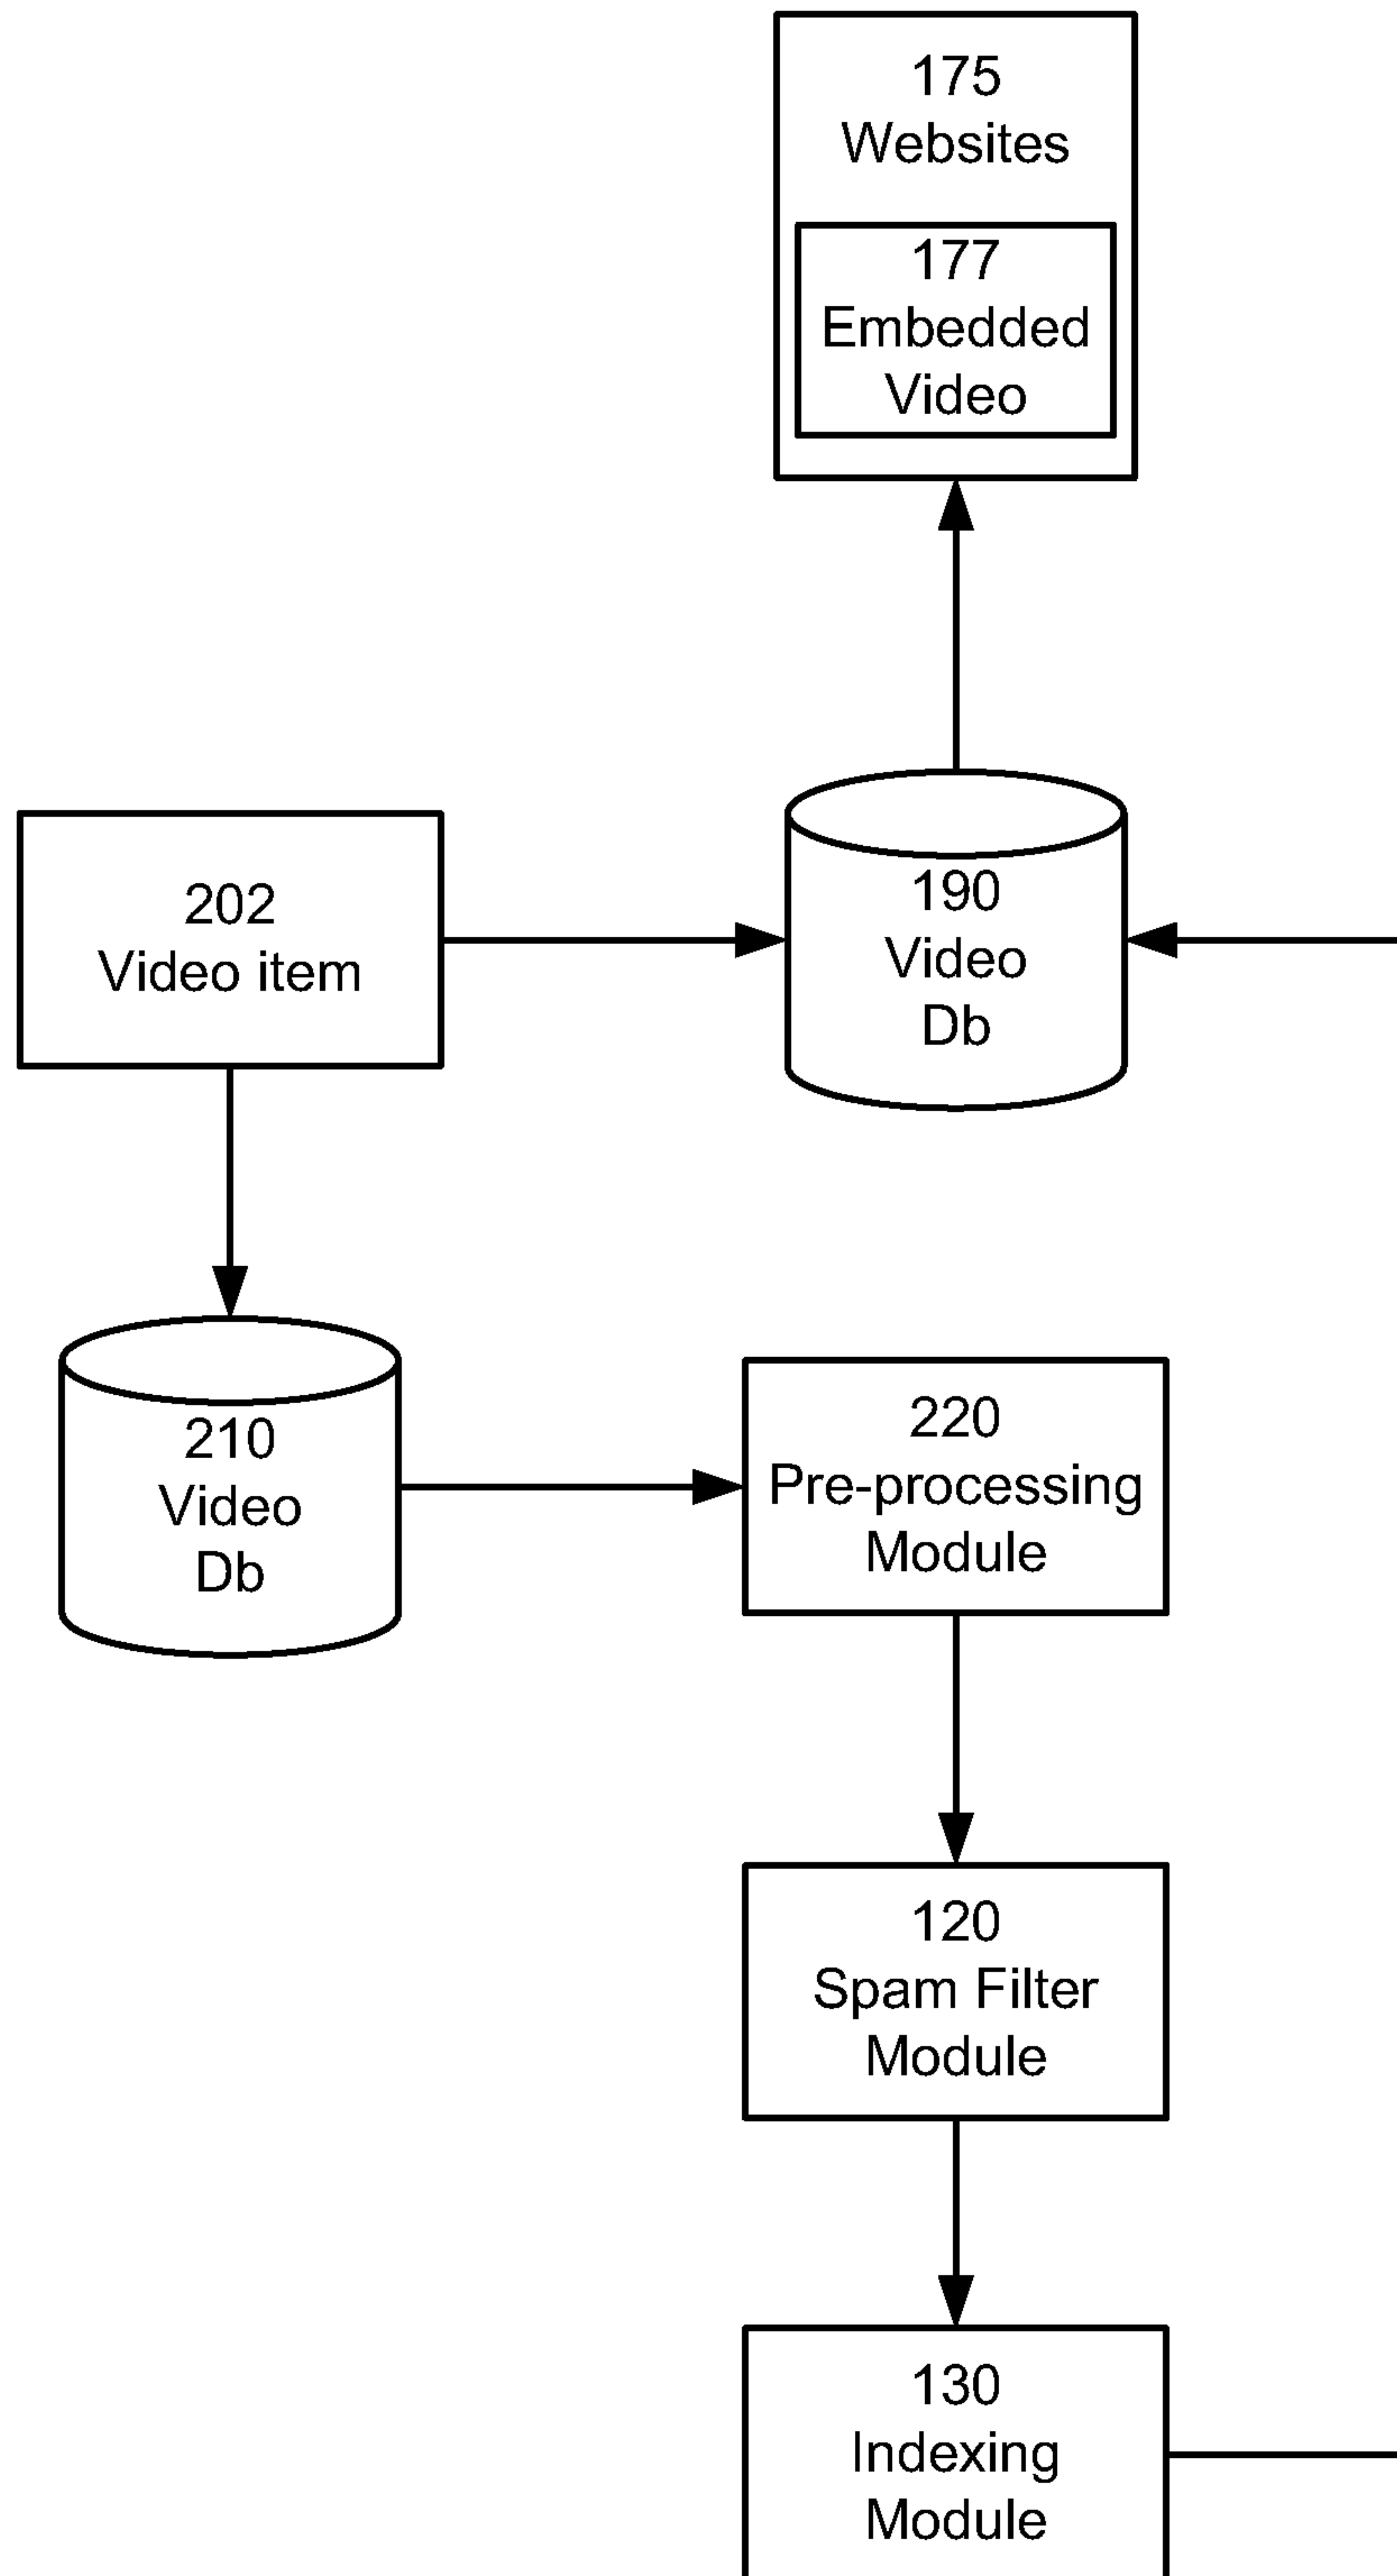 175
Websites
177
Embedded
Video
202
Video item
190
Video
Db
210
Video
Db
220
Pre-processing
Module
120
Spam Filter
Module
130
Indexing
Module